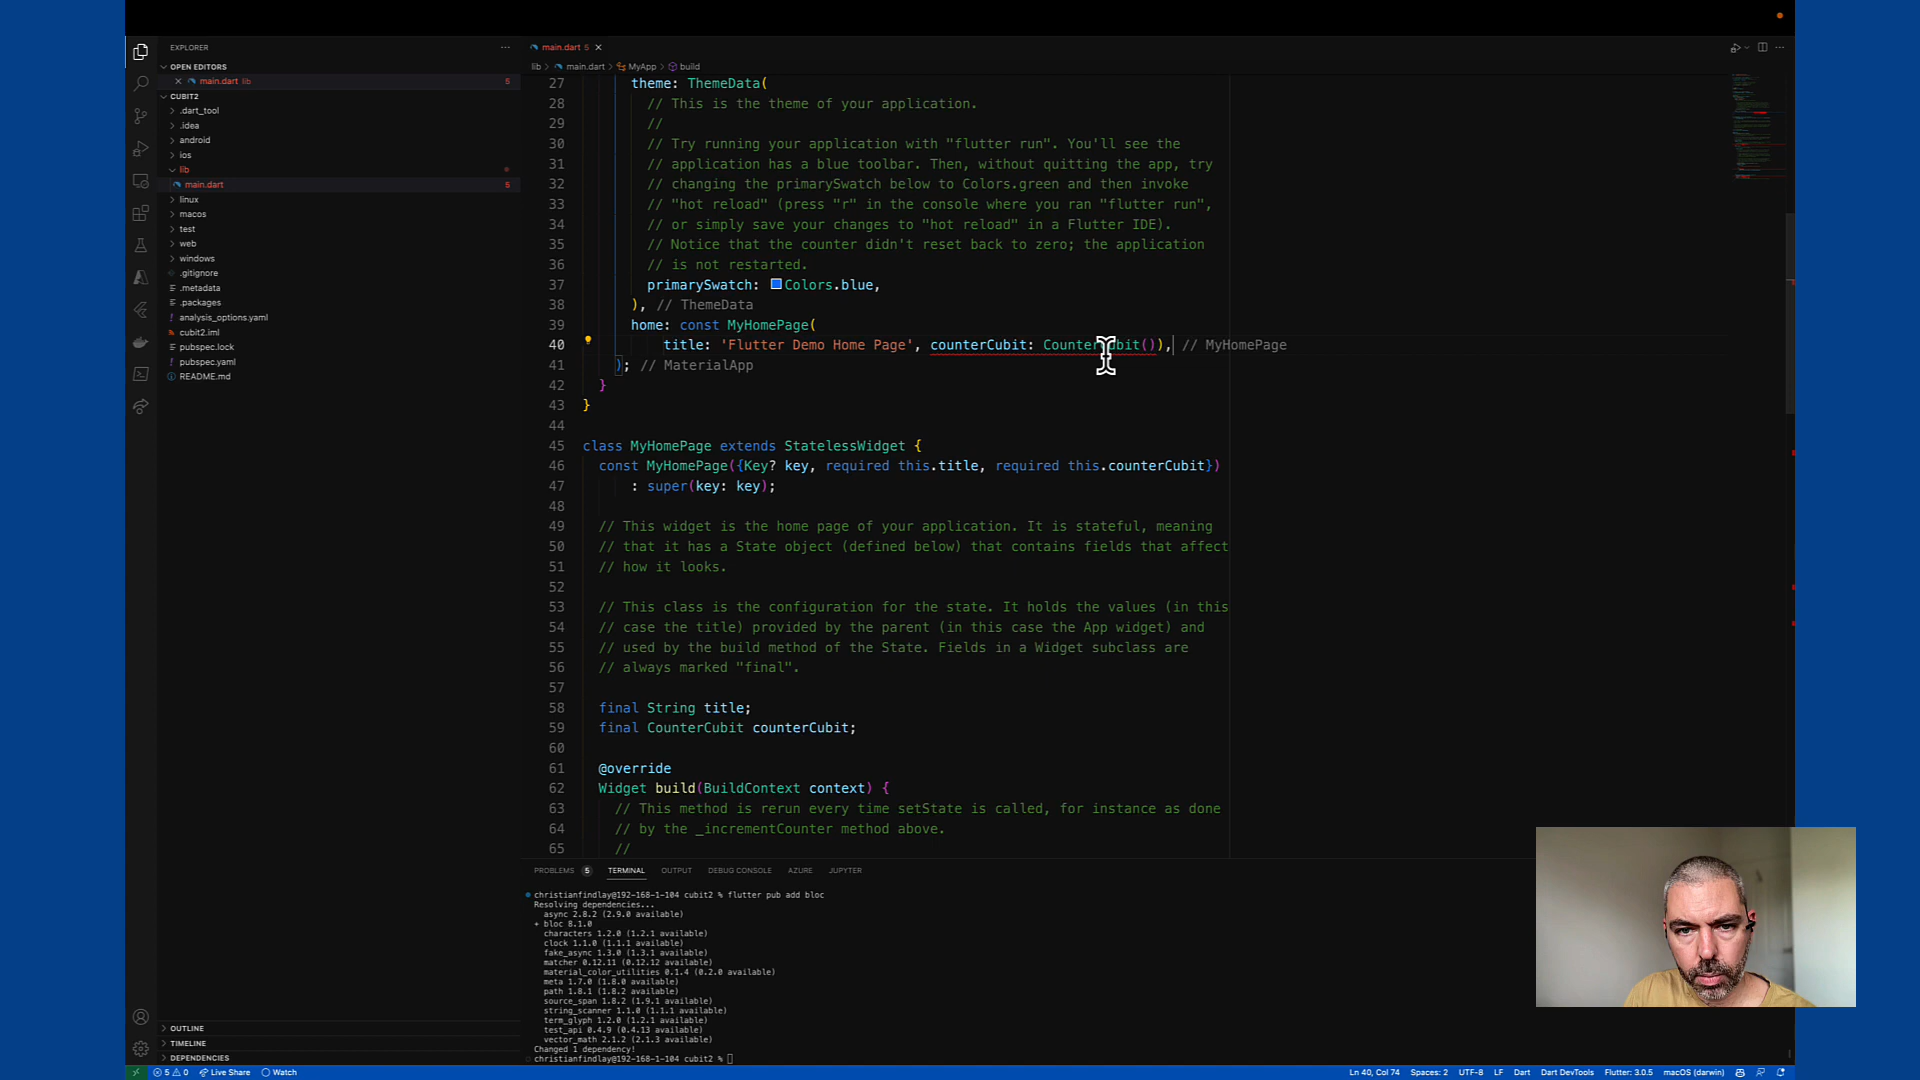 EXPLORER
OPEN EDITORS
main.dart lib 5
CUBIT2
.dart_tool
.idea
android
ios
lib
main.dart 5
linux
macos
test
web
windows
.gitignore
.metadata
.packages
analysis_options.yaml
cubit2.iml
pubspec.lock
pubspec.yaml
README.md
OUTLINE
TIMELINE
DEPENDENCIES
main.dart 5
lib > main.dart > MyApp > build
27 theme: ThemeData(
28 // This is the theme of your application.
29 //
30 // Try running your application with "flutter run". You'll see the
31 // application has a blue toolbar. Then, without quitting the app, try
32 // changing the primarySwatch below to Colors.green and then invoke
33 // "hot reload" (press "r" in the console where you ran "flutter run",
34 // or simply save your changes to "hot reload" in a Flutter IDE).
35 // Notice that the counter didn't reset back to zero; the application
36 // is not restarted.
37 primarySwatch: Colors.blue,
38 ), // ThemeData
39 home: const MyHomePage(
40 title: 'Flutter Demo Home Page', counterCubit: CounterCubit()), // MyHomePage
41 ); // MaterialApp
42 }
43 }
44
45 class MyHomePage extends StatelessWidget {
46 const MyHomePage({Key? key, required this.title, required this.counterCubit})
47 : super(key: key);
48
49 // This widget is the home page of your application. It is stateful, meaning
50 // that it has a State object (defined below) that contains fields that affect
51 // how it looks.
52
53 // This class is the configuration for the state. It holds the values (in this
54 // case the title) provided by the parent (in this case the App widget) and
55 // used by the build method of the State. Fields in a Widget subclass are
56 // always marked "final".
57
58 final String title;
59 final CounterCubit counterCubit;
60
61 @override
62 Widget build(BuildContext context) {
63 // This method is rerun every time setState is called, for instance as done
64 // by the _incrementCounter method above.
65 //
PROBLEMS 5 TERMINAL OUTPUT DEBUG CONSOLE AZURE JUPYTER
christianfindlay@192-168-1-104 cubit2 % flutter pub add bloc
Resolving dependencies...
async 2.8.2 (2.9.0 available)
+ bloc 8.1.0
characters 1.2.0 (1.2.1 available)
clock 1.1.0 (1.1.1 available)
fake_async 1.3.0 (1.3.1 available)
matcher 0.12.11 (0.12.12 available)
material_color_utilities 0.1.4 (0.2.0 available)
meta 1.7.0 (1.8.0 available)
path 1.8.1 (1.8.2 available)
source_span 1.8.2 (1.9.1 available)
string_scanner 1.1.0 (1.1.1 available)
term_glyph 1.2.0 (1.2.1 available)
test_api 0.4.9 (0.4.13 available)
vector_math 2.1.2 (2.1.3 available)
Changed 1 dependency!
christianfindlay@192-168-1-104 cubit2 %
5 0 Live Share Watch Ln 40, Col 74 Spaces: 2 UTF-8 LF Dart Dart DevTools Flutter: 3.0.5 macOS (darwin)